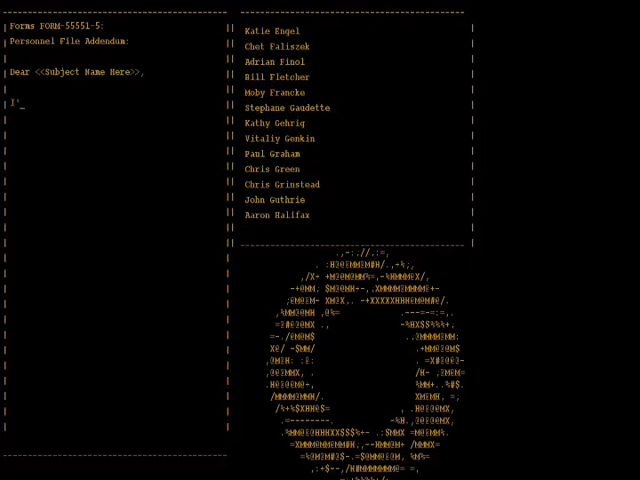 Forms FORM-55551-5:
Personnel File Addendum:
Dear <<Subject Name Here>>,
I'_
Katie Engel
Chet Faliszek
Adrian Finol
Bill Fletcher
Moby Francke
Stephane Gaudette
Kathy Gehrig
Vitaliy Genkin
Paul Graham
Chris Green
Chris Grinstead
John Guthrie
Aaron Halifax